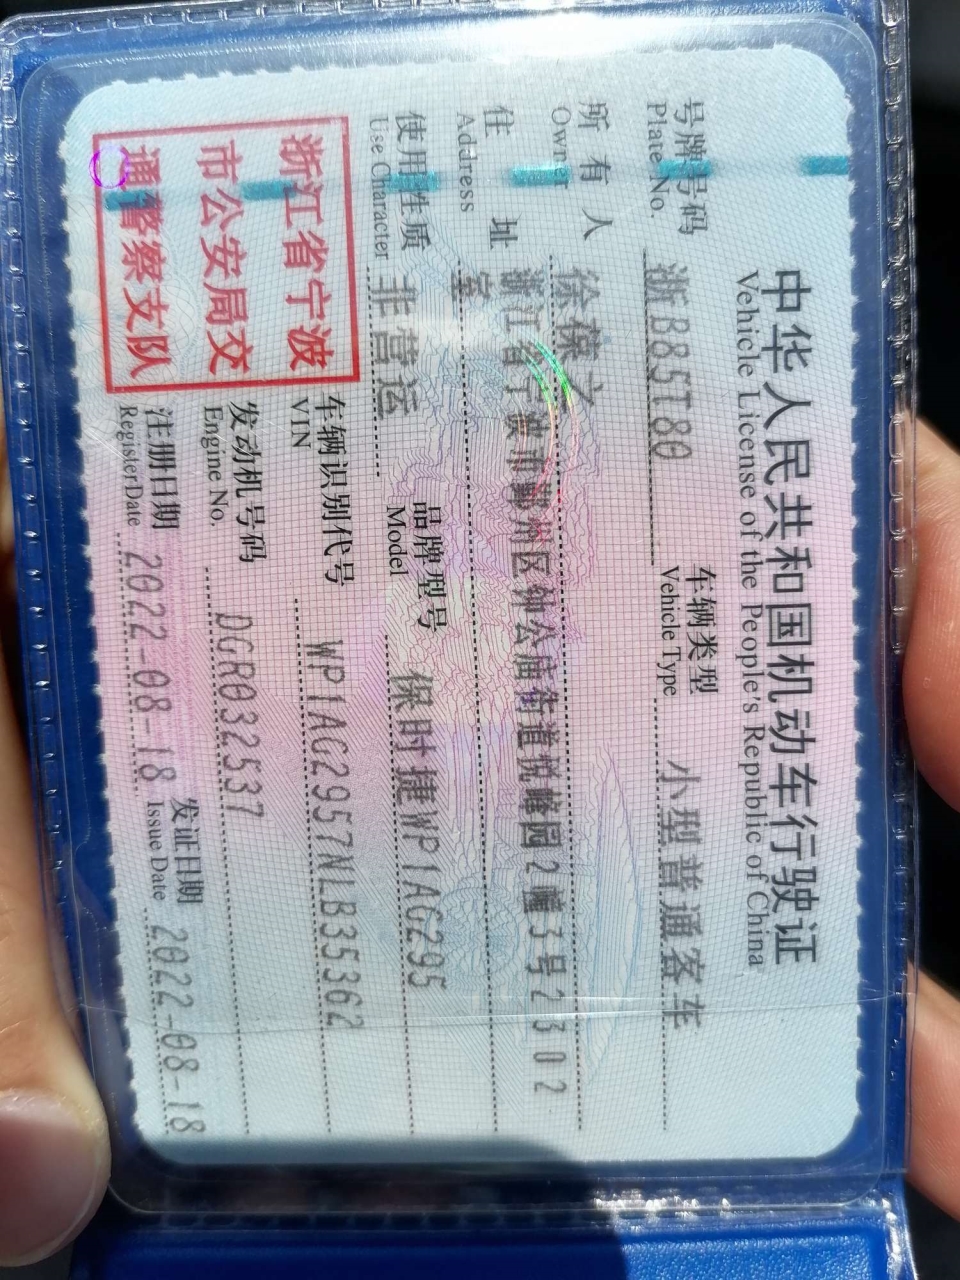 中华人民共和国机动车行驶证
Vehicle License of the People's Republic of China
号牌号码 浙B85T80 车辆类型 小型普通客车
Plate No. Vehicle Type
所有人 徐葆
Owner
住址 浙江省宁波市鄞州区钟公庙街道悦峰园2幢3号2302
Address 室
使用性质 非营运 品牌型号 保时捷WP1AG295
Use Character Model
浙江省宁波
市公安局交
通警察支队
车辆识别代号 WP1AG2957NLB35362
VIN
发动机号码 DGR032537
Engine No.
注册日期 2022-08-18 发证日期 2022-08-18
Register Date Issue Date